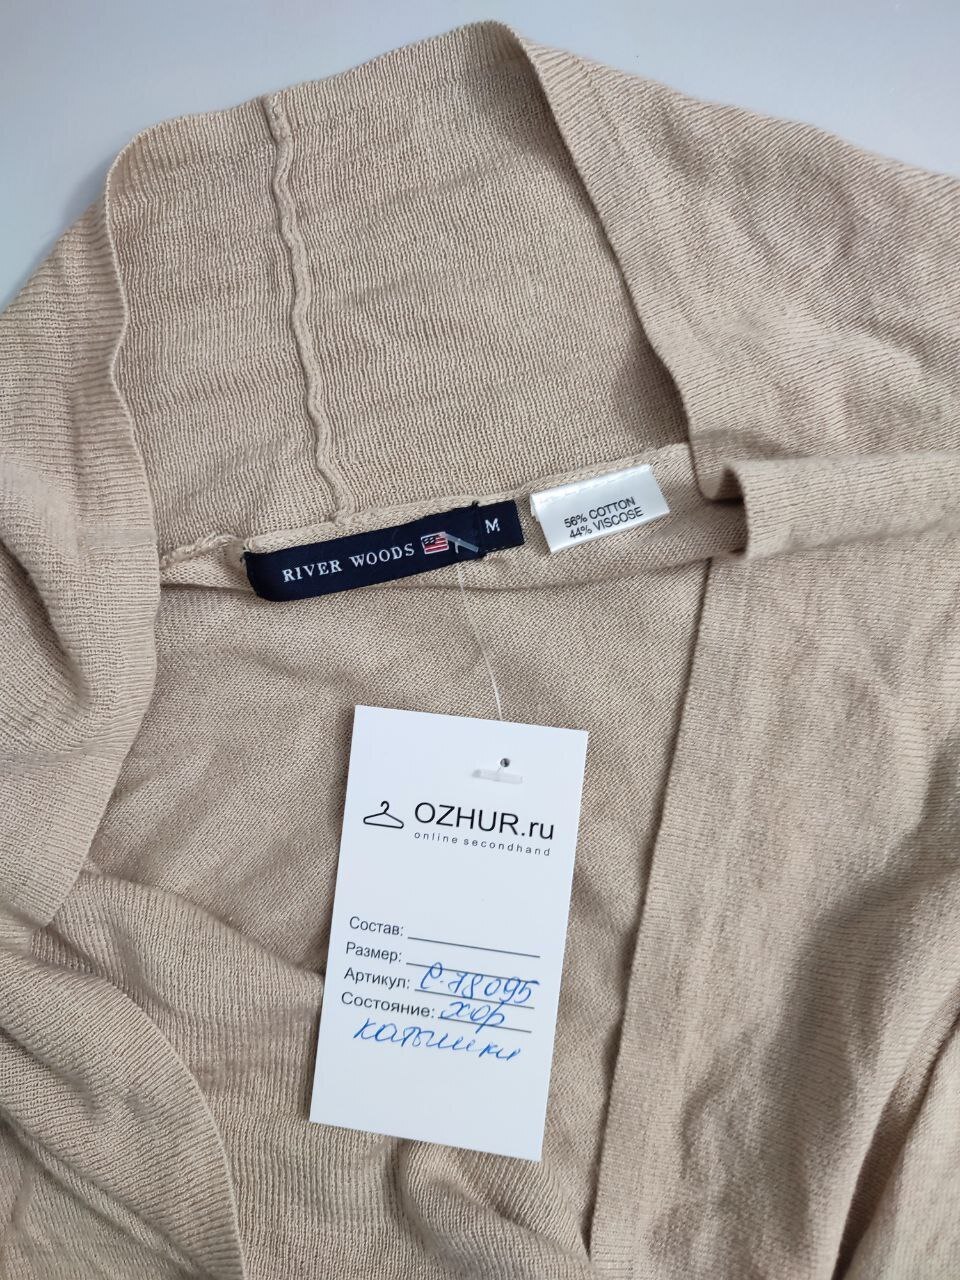 RIVER WOODS
M
56% COTTON
44% VISCOSE
OZHUR.ru
online secondhand
Состав:
Размер:
Артикул: С-78095
Состояние: хор
катышки